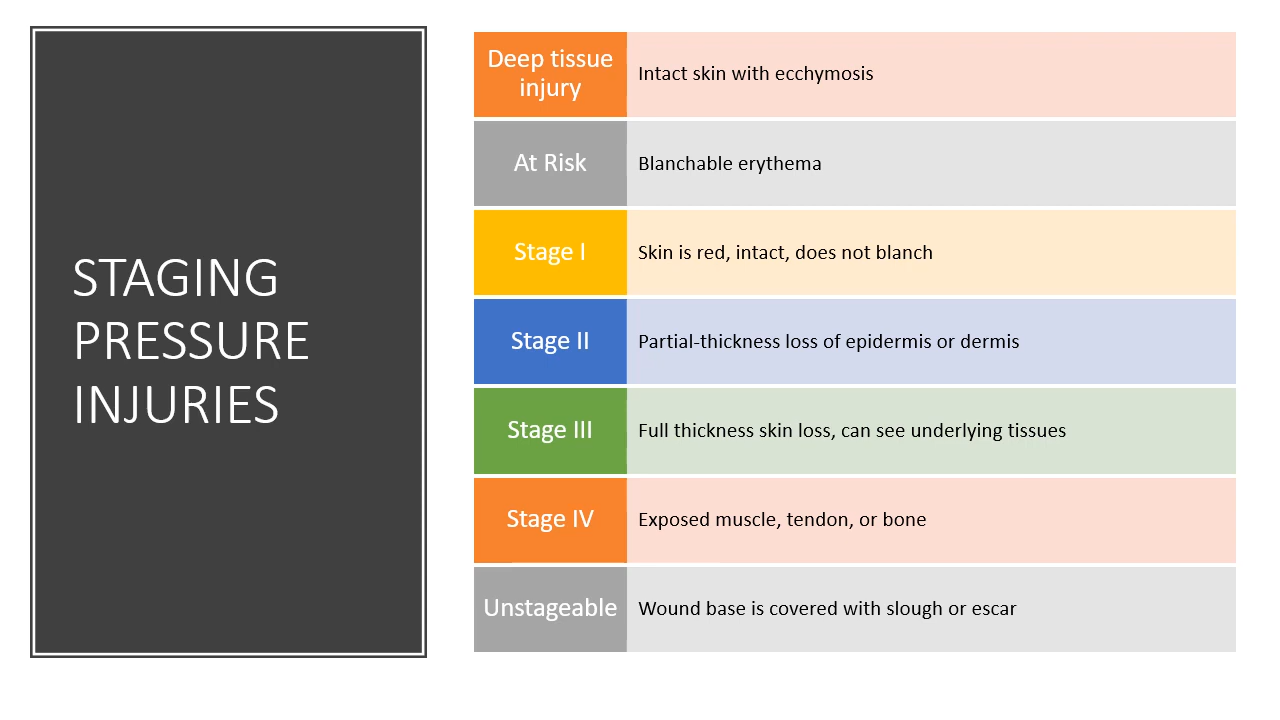 STAGING
PRESSURE
INJURIES
Deep tissue
injury
Intact skin with ecchymosis
At Risk
Blanchable erythema
Stage I
Skin is red, intact, does not blanch
Stage II
Partial-thickness loss of epidermis or dermis
Stage III
Full thickness skin loss, can see underlying tissues
Stage IV
Exposed muscle, tendon, or bone
Unstageable
Wound base is covered with slough or escar